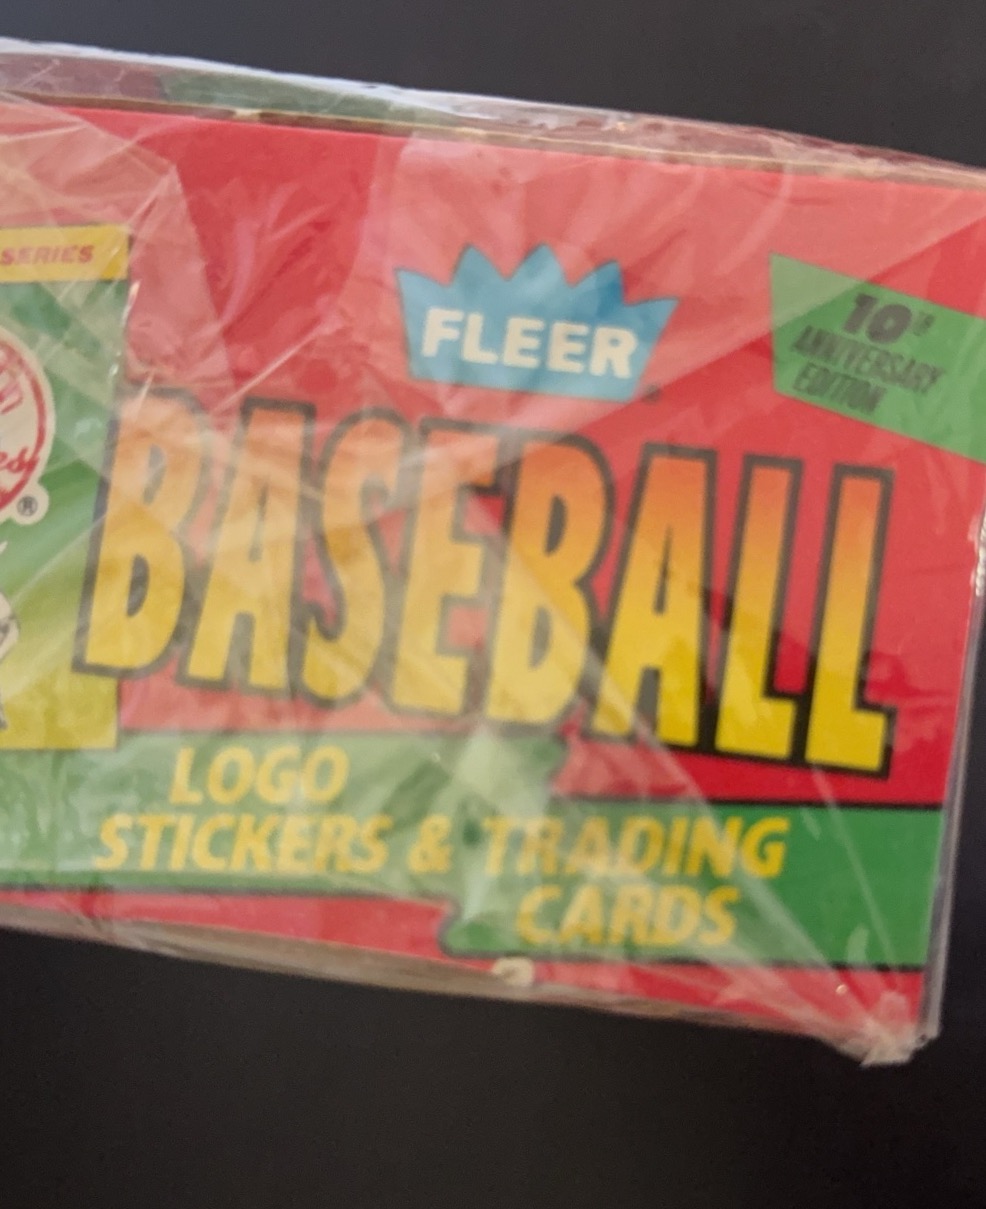 SERIES
FLEER
10TH
ANNIVERSARY
EDITION
BASEBALL
®
LOGO
STICKERS & TRADING
CARDS